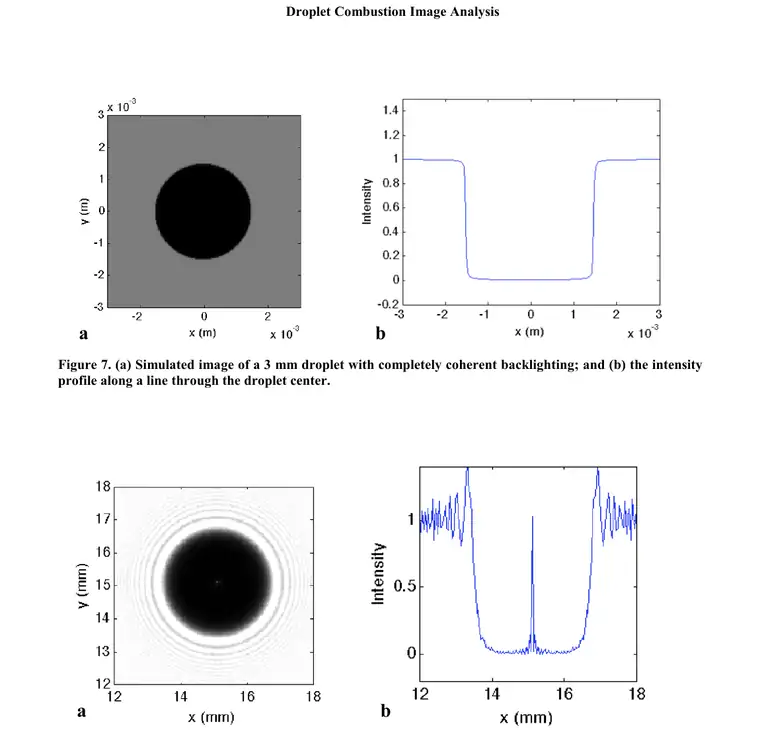 Droplet Combustion Image Analysis
3 x 10-3
2
1
0
-1
-2
-3
-2 0 2
x (m) x 10-3
y (m)
a
1.4
1.2
1
0.8
0.6
0.4
0.2
0
-0.2
-3 -2 -1 0 1 2 3
x (m) x 10-3
Intensity
b
Figure 7. (a) Simulated image of a 3 mm droplet with completely coherent backlighting; and (b) the intensity
profile along a line through the droplet center.
18
17
16
15
14
13
12
12 14 16 18
x (mm)
y (mm)
a
1
0.5
0
12 14 16 18
x (mm)
Intensity
b